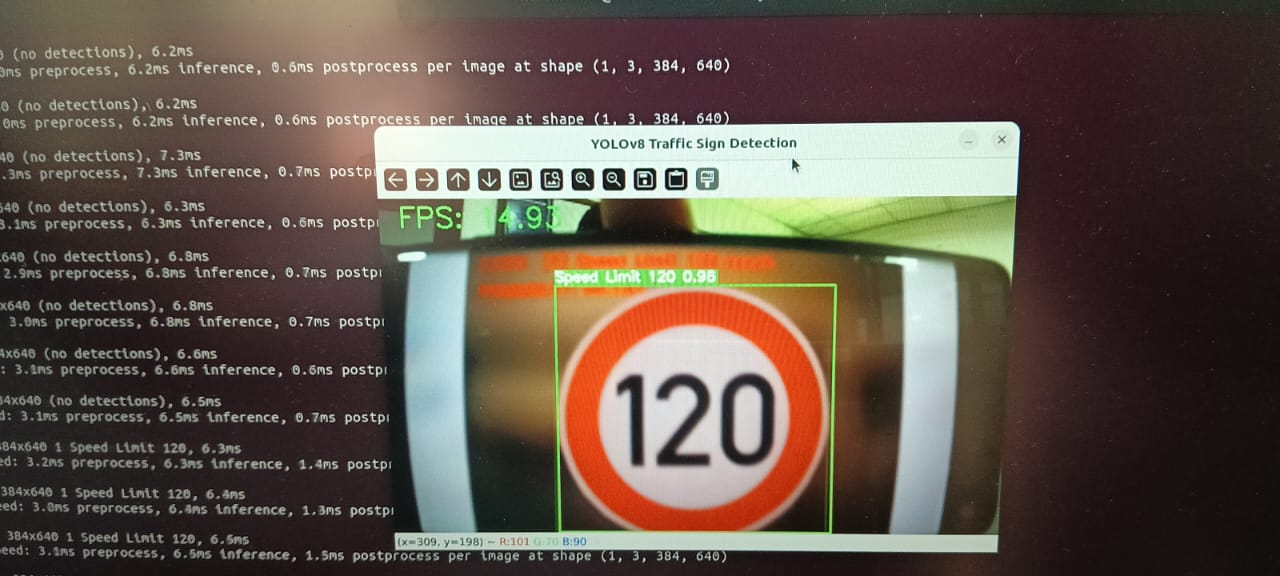 (no detections), 6.2ms
0ms preprocess, 6.2ms inference, 0.6ms postprocess per image at shape (1, 3, 384, 640)
0 (no detections), 6.2ms
0ms preprocess, 6.2ms inference, 0.6ms postprocess per image at shape (1, 3, 384, 640)
40 (no detections), 7.3ms
.3ms preprocess, 7.3ms inference, 0.7ms postp
640 (no detections), 6.3ms
3.1ms preprocess, 6.3ms inference, 0.6ms postp
x640 (no detections), 6.8ms
2.9ms preprocess, 6.8ms inference, 0.7ms postp
x640 (no detections), 6.8ms
3.0ms preprocess, 6.8ms inference, 0.7ms postp
4x640 (no detections), 6.6ms
: 3.1ms preprocess, 6.6ms inference, 0.6ms postp
84x640 (no detections), 6.5ms
d: 3.1ms preprocess, 6.5ms inference, 0.7ms postp
384x640 1 Speed Limit 120, 6.3ms
ed: 3.2ms preprocess, 6.3ms inference, 1.4ms postp
384x640 1 Speed Limit 120, 6.4ms
eed: 3.0ms preprocess, 6.4ms inference, 1.3ms postp
384x640 1 Speed Limit 120, 6.5ms
peed: 3.1ms preprocess, 6.5ms inference, 1.5ms postprocess per image at shape (1, 3, 384, 640)
YOLOv8 Traffic Sign Detection
FPS: 14.93
Speed Limit 120 0.96
120
(x=309, y=198) ~ R:101 G:70 B:90